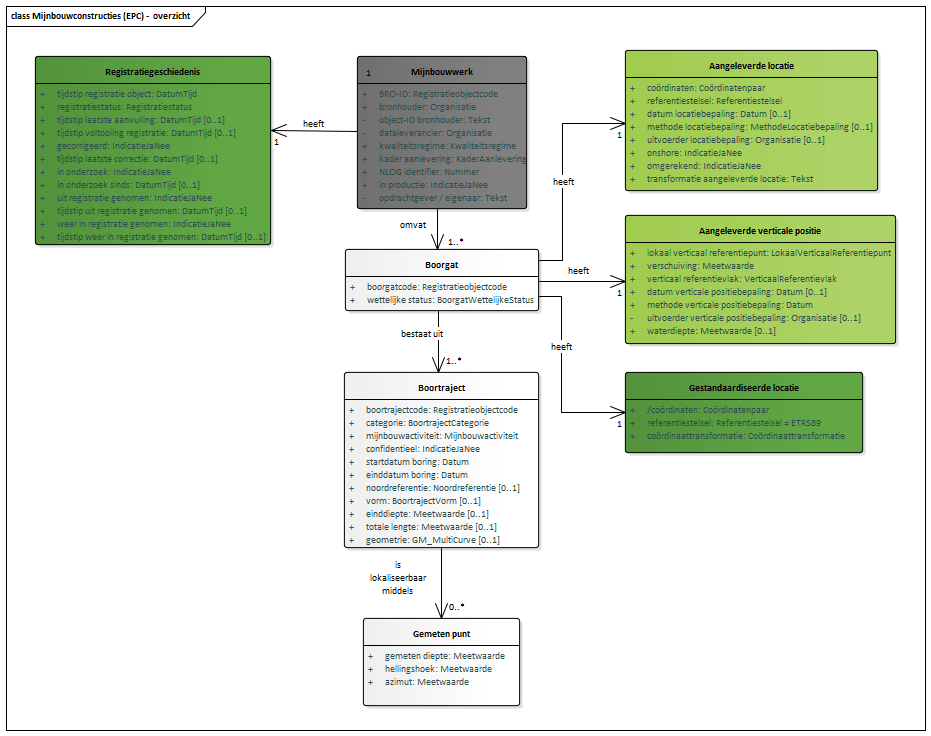 class Mijnbouwconstructies (EPC) - overzicht
Registratiegeschiedenis
+ tijdstip registratie object: DatumTijd
+ registratiestatus: Registratiestatus
+ tijdstip laatste aanvulling: DatumTijd [0..1]
+ tijdstip voltooiing registratie: DatumTijd [0..1]
+ gecorrigeerd: IndicatieJaNee
+ tijdstip laatste correctie: DatumTijd [0..1]
+ in onderzoek: IndicatieJaNee
+ in onderzoek sinds: DatumTijd [0..1]
+ uit registratie genomen: IndicatieJaNee
+ tijdstip uit registratie genomen: DatumTijd [0..1]
+ weer in registratie genomen: IndicatieJaNee
+ tijdstip weer in registratie genomen: DatumTijd [0..1]
heeft
1
1 Mijnbouwwerk
+ BRO-ID: Registratieobjectcode
+ bronhouder: Organisatie
- object-ID bronhouder: Tekst
- dataleverancier: Organisatie
+ kwaliteitsregime: Kwaliteitsregime
+ kader aanlevering: KaderAanlevering
+ NLOG identifier: Nummer
+ in productie: IndicatieJaNee
- opdrachtgever / eigenaar: Tekst
omvat
1..*
Boorgat
+ boorgatcode: Registratieobjectcode
+ wettelijke status: BoorgatWettelijkeStatus
heeft
1
Aangeleverde locatie
+ coördinaten: Coördinatenpaar
+ referentiestelsel: Referentiestelsel
+ datum locatiebepaling: Datum [0..1]
+ methode locatiebepaling: MethodeLocatiebepaling [0..1]
+ uitvoerder locatiebepaling: Organisatie [0..1]
+ onshore: IndicatieJaNee
+ omgerekend: IndicatieJaNee
+ transformatie aangeleverde locatie: Tekst
heeft
1
Aangeleverde verticale positie
+ lokaal verticaal referentiepunt: LokaalVerticaalReferentiepunt
+ verschuiving: Meetwaarde
+ verticaal referentievlak: VerticaalReferentievlak
+ datum verticale positiebepaling: Datum [0..1]
+ methode verticale positiebepaling: Datum
- uitvoerder verticale positiebepaling: Organisatie [0..1]
+ waterdiepte: Meetwaarde [0..1]
heeft
1
Gestandaardiseerde locatie
+ /coördinaten: Coördinatenpaar
+ referentiestelsel: Referentiestelsel = ETRS89
+ coördinaattransformatie: Coördinaattransformatie
bestaat uit
1..*
Boortraject
+ boortrajectcode: Registratieobjectcode
+ categorie: BoortrajectCategorie
+ mijnbouwactiviteit: Mijnbouwactiviteit
+ confidentieel: IndicatieJaNee
+ startdatum boring: Datum
+ einddatum boring: Datum
+ noordreferentie: Noordreferentie [0..1]
+ vorm: BoortrajectVorm [0..1]
+ einddiepte: Meetwaarde [0..1]
+ totale lengte: Meetwaarde [0..1]
+ geometrie: GM_MultiCurve [0..1]
is
lokaliseerbaar
middels
0..*
Gemeten punt
+ gemeten diepte: Meetwaarde
+ hellingshoek: Meetwaarde
+ azimut: Meetwaarde